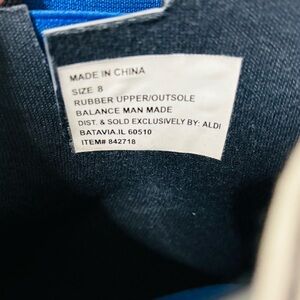 MADE IN CHINA
SIZE 8
RUBBER UPPER/OUTSOLE
BALANCE MAN MADE
DIST. & SOLD EXCLUSIVELY BY: ALDI
BATAVIA.IL 60510
ITEM# 842718